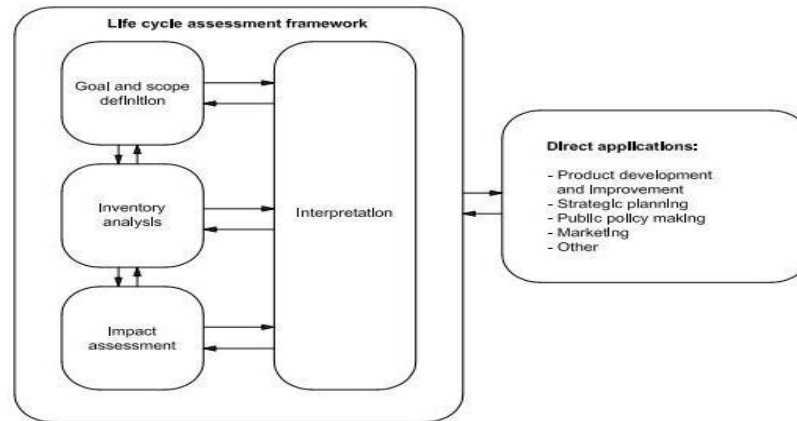 Life cycle assessment framework
Goal and scope
definition
Inventory
analysis
Impact
assessment
Interpretation
Direct applications:
- Product development
and improvement
- Strategic planning
- Public policy making
- Marketing
- Other